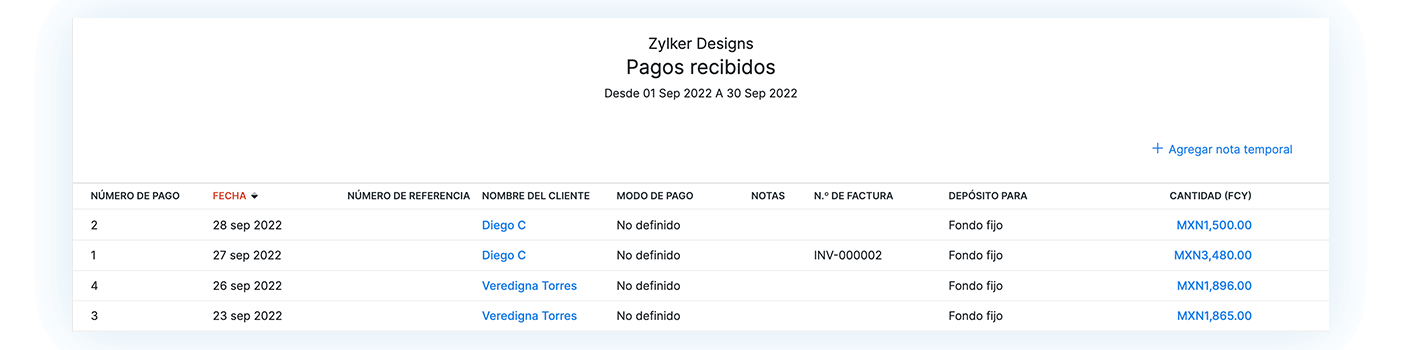 Zylker Designs
Pagos recibidos
Desde 01 Sep 2022 A 30 Sep 2022
+ Agregar nota temporal
NÚMERO DE PAGO FECHA NÚMERO DE REFERENCIA NOMBRE DEL CLIENTE MODO DE PAGO NOTAS N.º DE FACTURA DEPÓSITO PARA CANTIDAD (FCY)
2 28 sep 2022 Diego C No definido Fondo fijo MXN1,500.00
1 27 sep 2022 Diego C No definido INV-000002 Fondo fijo MXN3,480.00
4 26 sep 2022 Veredigna Torres No definido Fondo fijo MXN1,896.00
3 23 sep 2022 Veredigna Torres No definido Fondo fijo MXN1,865.00